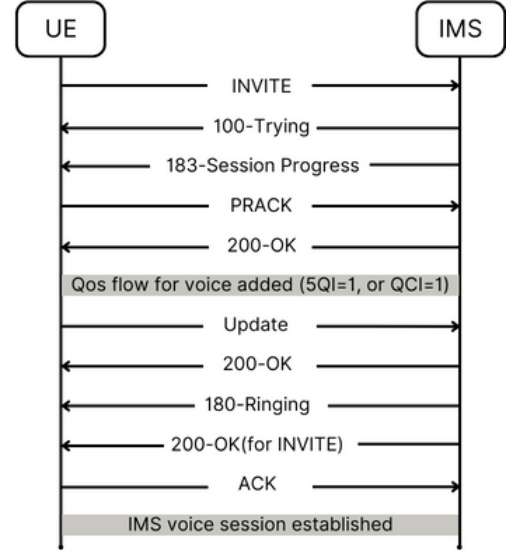 UE
IMS
INVITE
100-Trying
183-Session Progress
PRACK
200-OK
Qos flow for voice added (5QI=1, or QCI=1)
Update
200-OK
180-Ringing
200-OK(for INVITE)
ACK
IMS voice session established